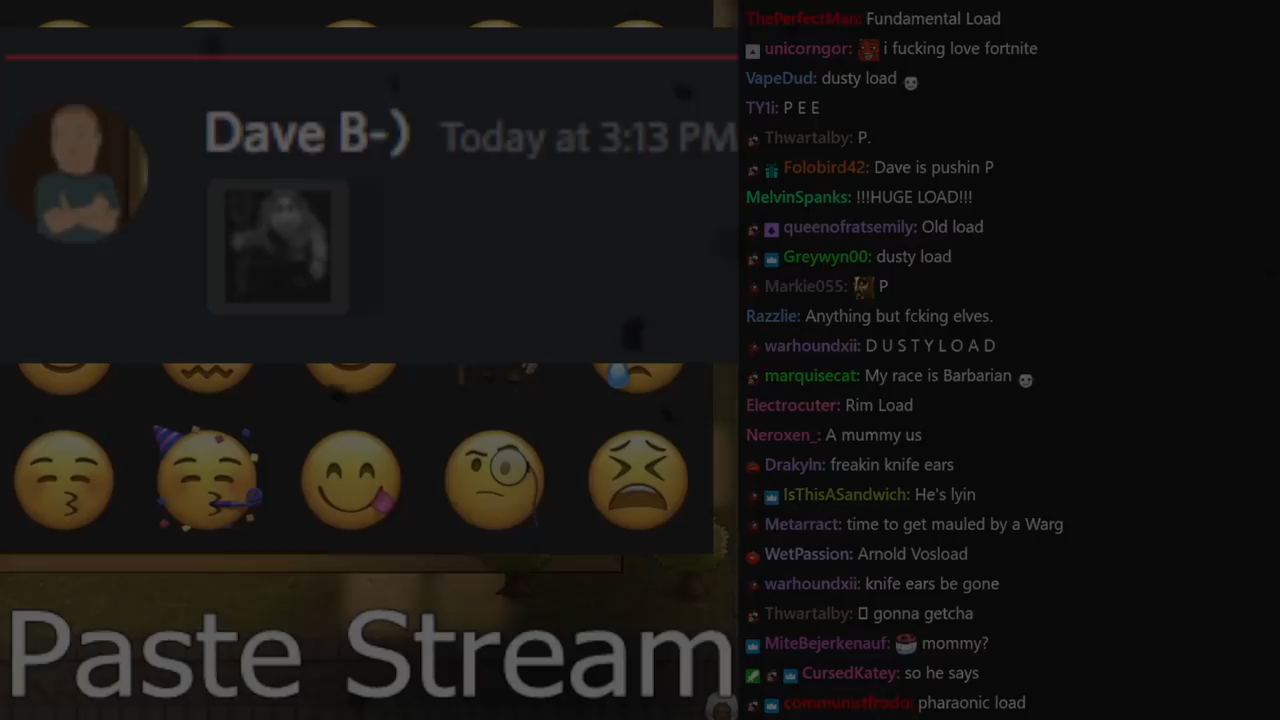 Dave B-) Today at 3:13 PM
Paste Stream
ThePerfectMan: Fundamental Load
unicorngor: i fucking love fortnite
VapeDud: dusty load
TY1i: P E E
Thwartalby: P.
Folobird42: Dave is pushin P
MelvinSpanks: !!!HUGE LOAD!!!
queenofratsemily: Old load
Greywyn00: dusty load
Markie055: P
Razzlie: Anything but fcking elves.
warhoundxii: D U S T Y L O A D
marquisecat: My race is Barbarian
Electrocuter: Rim Load
Neroxen_: A mummy us
Drakyln: freakin knife ears
IsThisASandwich: He's lyin
Metarract: time to get mauled by a Warg
WetPassion: Arnold Vosload
warhoundxii: knife ears be gone
Thwartalby: gonna getcha
MiteBejerkenauf: mommy?
CursedKatey: so he says
communistfrodo: pharaonic load